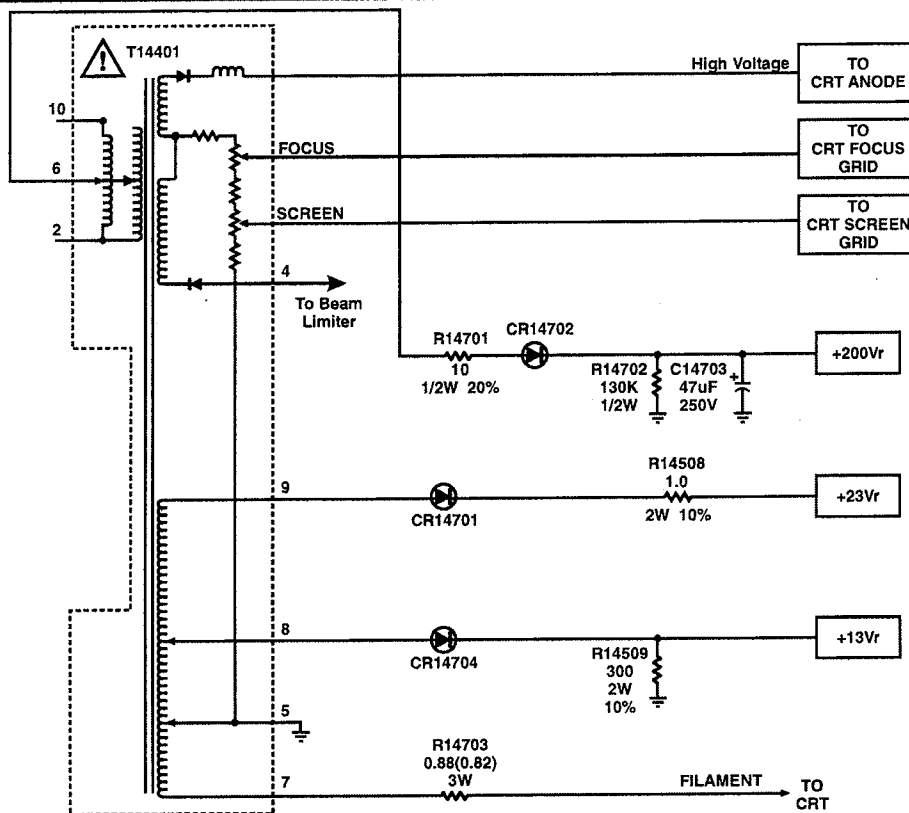 T14401
High Voltage
TO
CRT ANODE
10
FOCUS
TO
CRT FOCUS
GRID
6
SCREEN
TO
CRT SCREEN
GRID
2
4
To Beam
Limiter
R14701
10
1/2W 20%
CR14702
R14702
130K
1/2W
C14703
47uF
250V
+
+200Vr
9
CR14701
R14508
1.0
2W 10%
+23Vr
8
CR14704
R14509
300
2W
10%
+13Vr
5
R14703
0.88(0.82)
3W
7
FILAMENT
TO
CRT